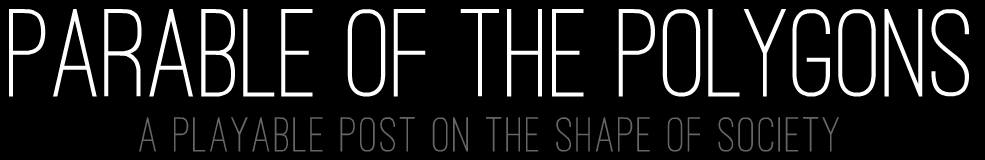 PARABLE OF THE POLYGONS
A PLAYABLE POST ON THE SHAPE OF SOCIETY